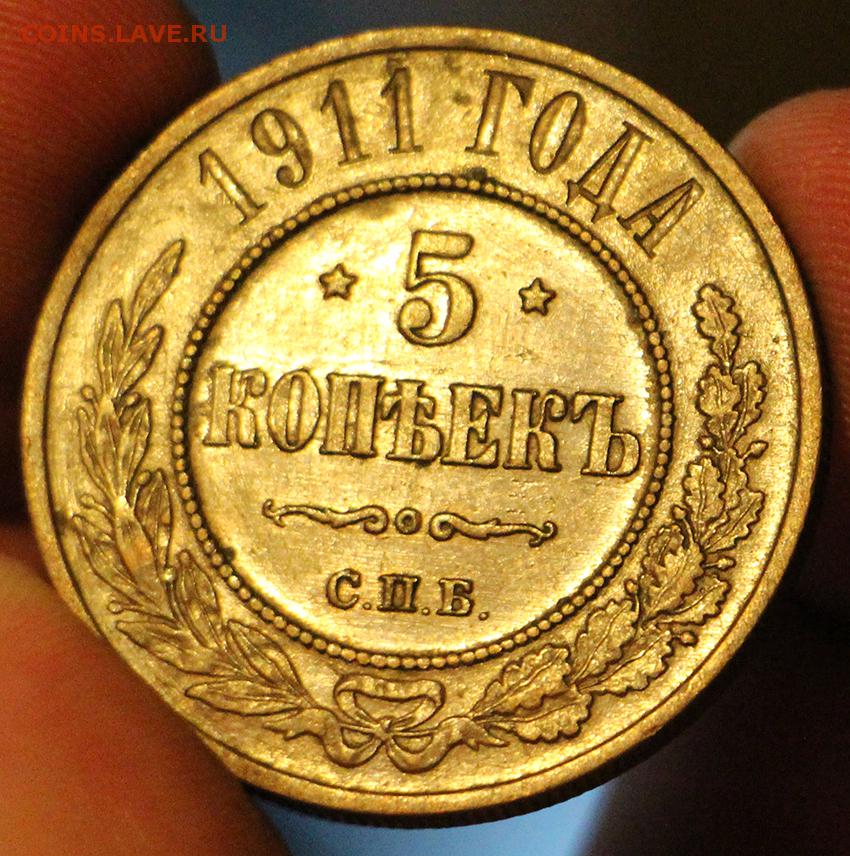 COINS.LAVE.RU
1911 ГОДА
5
КОПѢЕКЪ
С.П.Б.